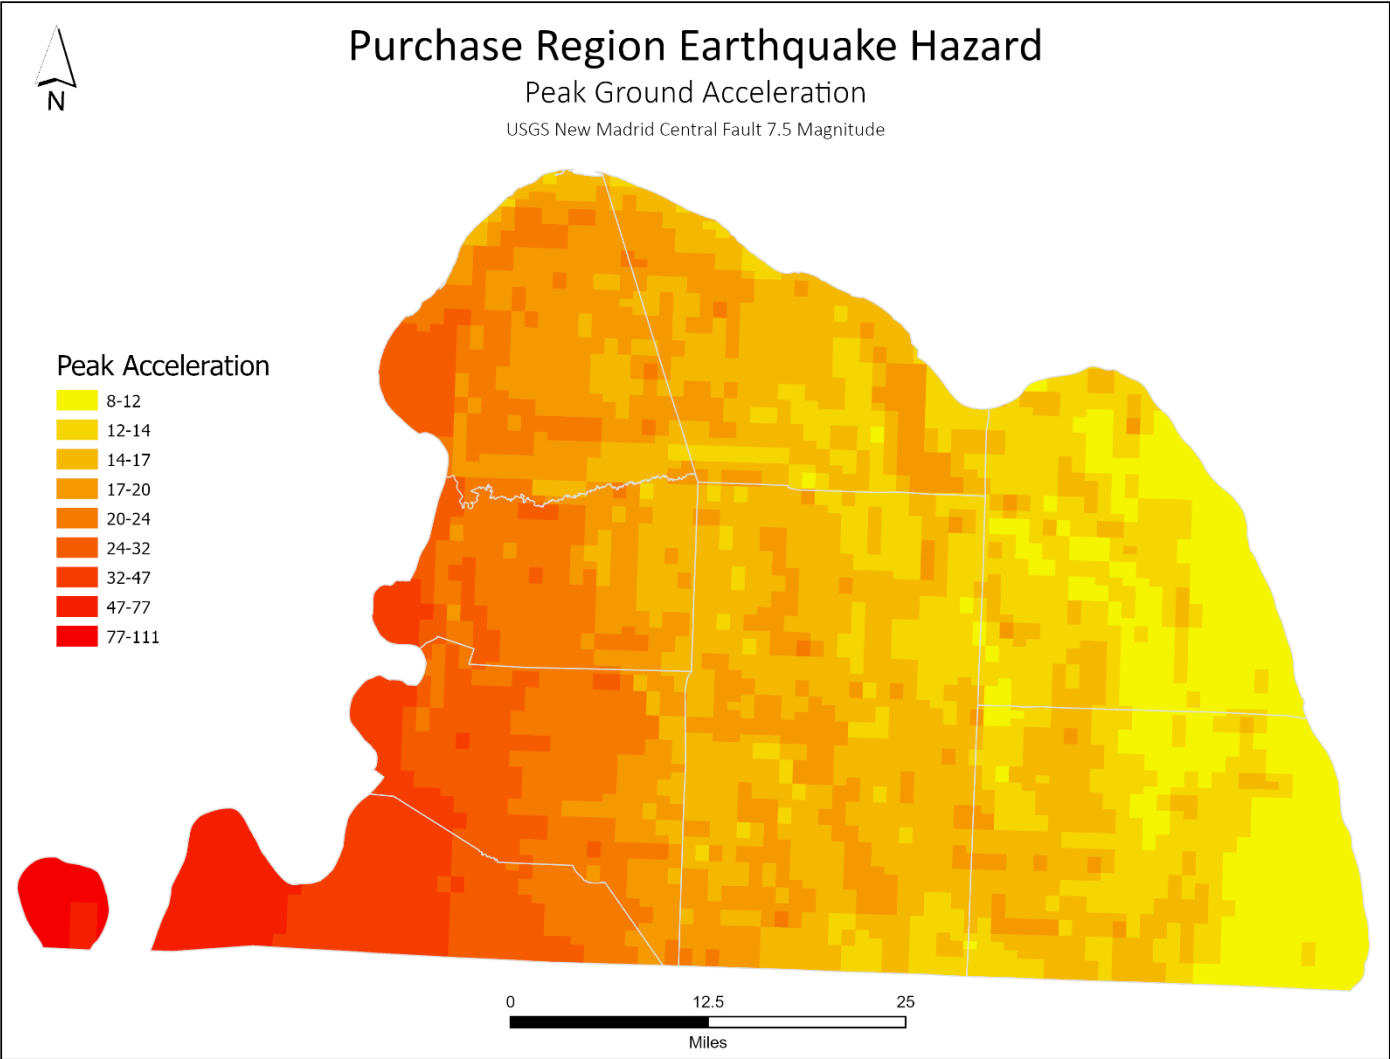 Purchase Region Earthquake Hazard
Peak Ground Acceleration
USGS New Madrid Central Fault 7.5 Magnitude
N
Peak Acceleration
8-12
12-14
14-17
17-20
20-24
24-32
32-47
47-77
77-111
0 12.5 25
Miles